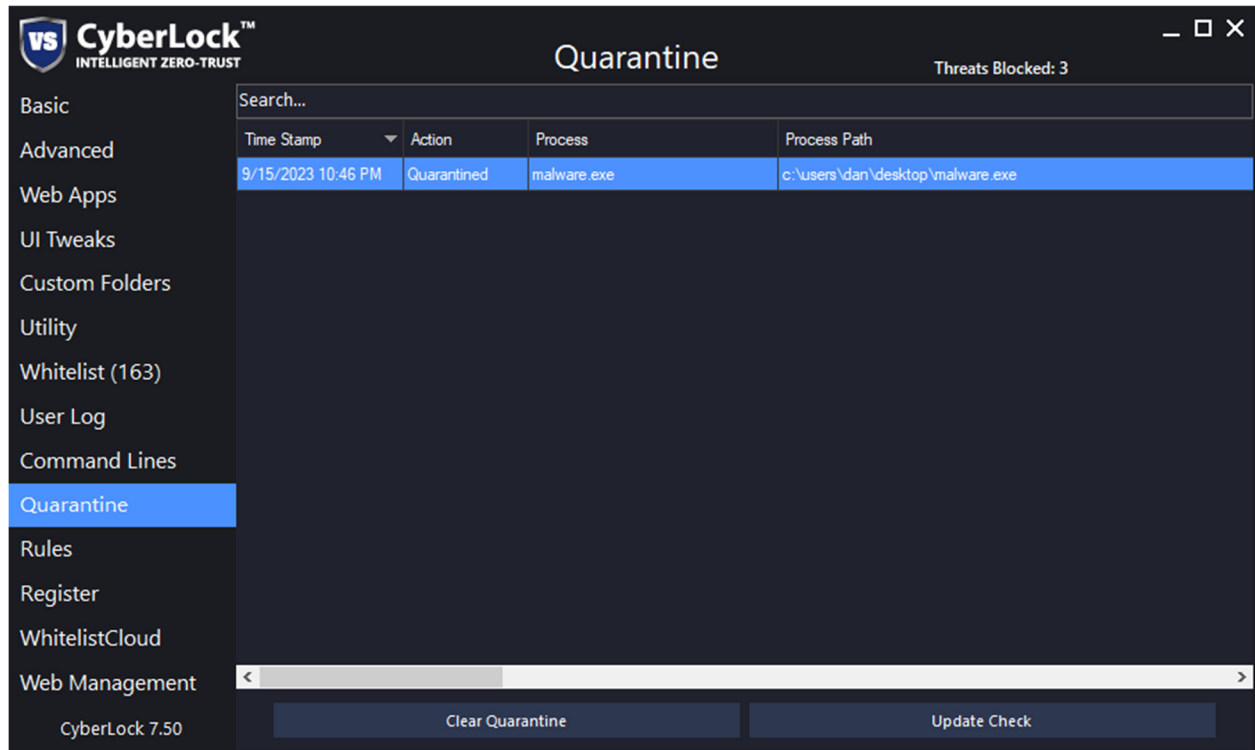 VS CyberLock™
INTELLIGENT ZERO-TRUST
Quarantine
Threats Blocked: 3
Basic
Advanced
Web Apps
UI Tweaks
Custom Folders
Utility
Whitelist (163)
User Log
Command Lines
Quarantine
Rules
Register
WhitelistCloud
Web Management
CyberLock 7.50
Search...
Time Stamp Action Process Process Path
9/15/2023 10:46 PM Quarantined malware.exe c:\users\dan\desktop\malware.exe
Clear Quarantine Update Check